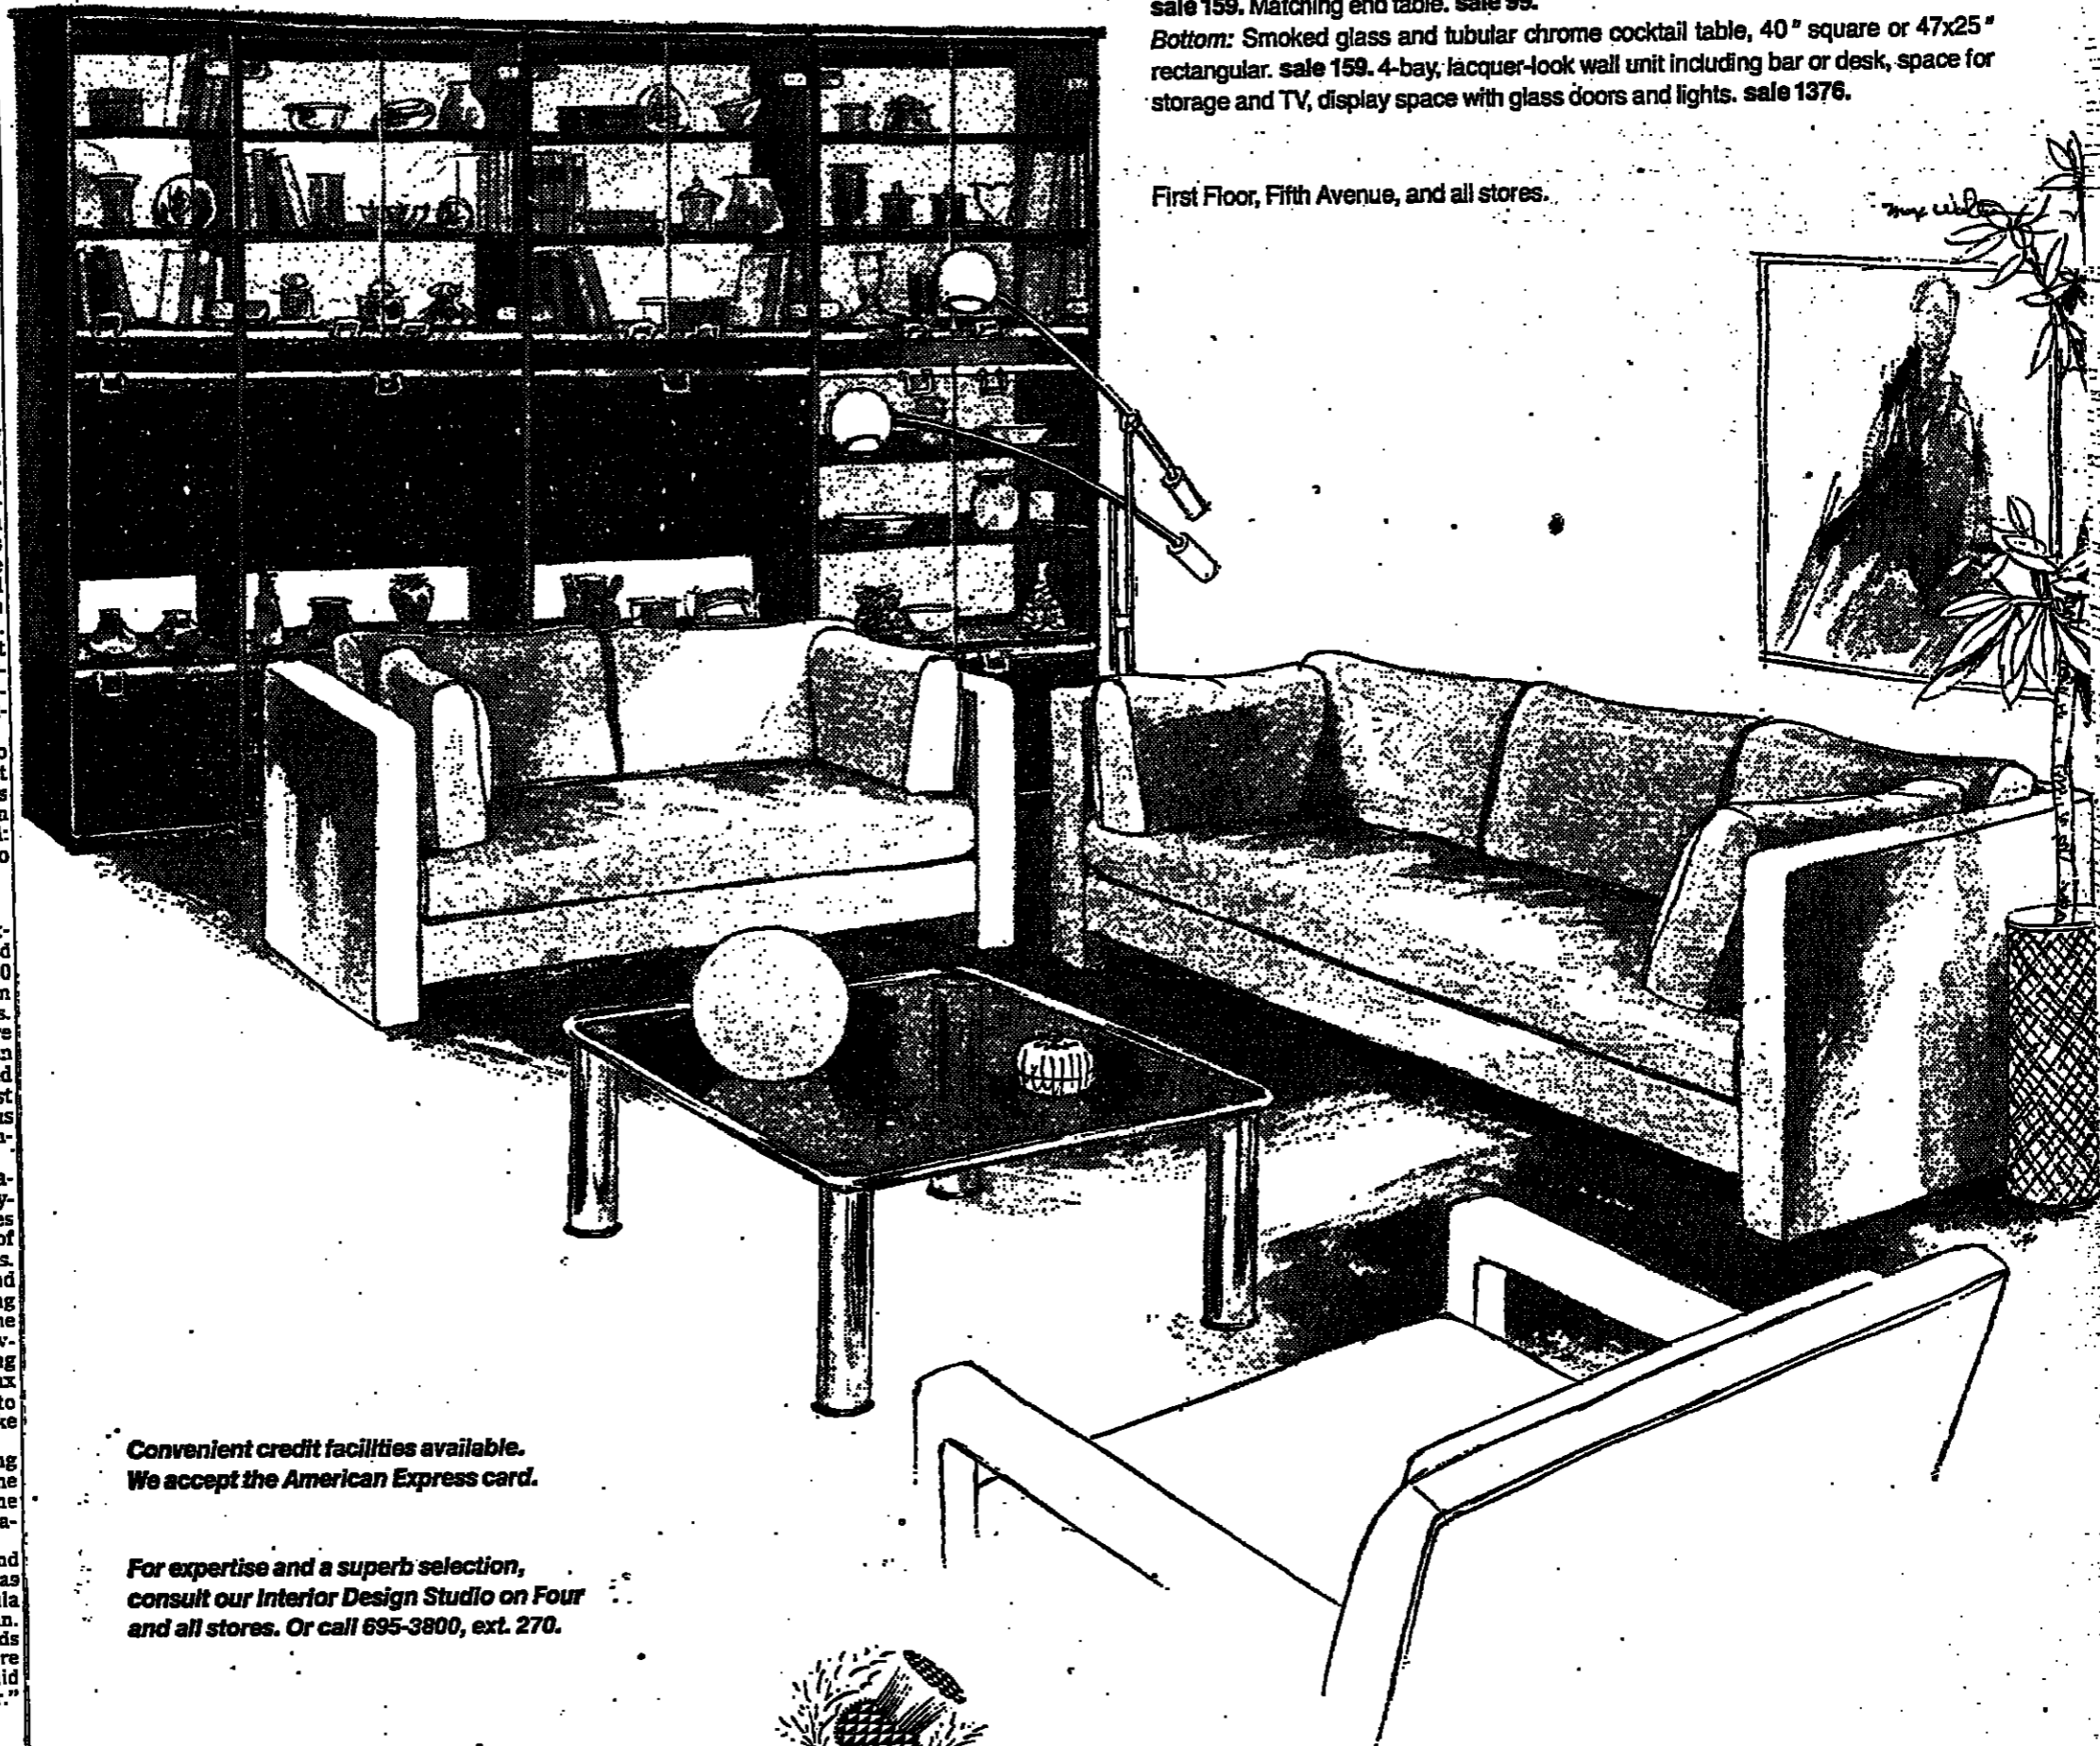 sale 159. Matching end table. sale 99.
Bottom: Smoked glass and tubular chrome cocktail table, 40" square or 47x25"
rectangular. sale 159. 4-bay, lacquer-look wall unit including bar or desk, space for
storage and TV, display space with glass doors and lights. sale 1376.
First Floor, Fifth Avenue, and all stores.
Convenient credit facilities available.
We accept the American Express card.
For expertise and a superb selection,
consult our Interior Design Studio on Four
and all stores. Or call 695-3800, ext. 270.